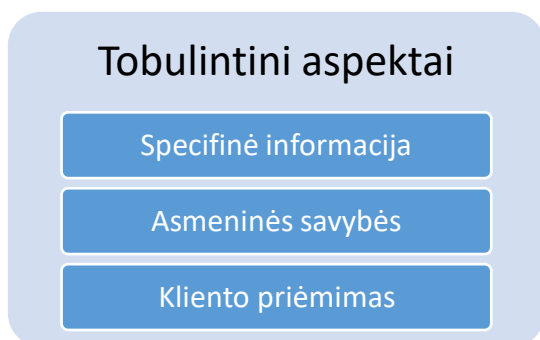 Tobulintini aspektai
Specifinė informacija
Asmeninės savybės
Kliento priėmimas